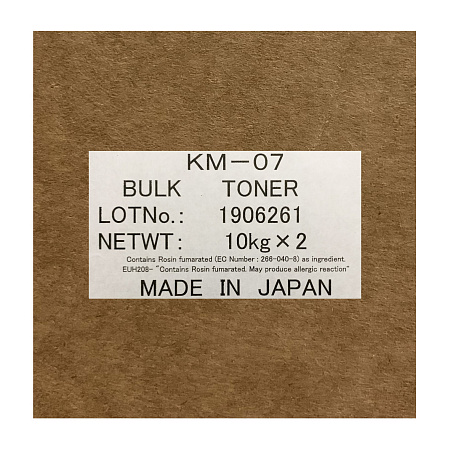 KM-07
BULK TONER
LOTNo.: 1906261
NETWT: 10kg×2
Contains Rosin fumarated (EC Number : 266-040-8) as ingredient.
EUH208- "Contains Rosin fumarated. May produce allergic reaction"
MADE IN JAPAN